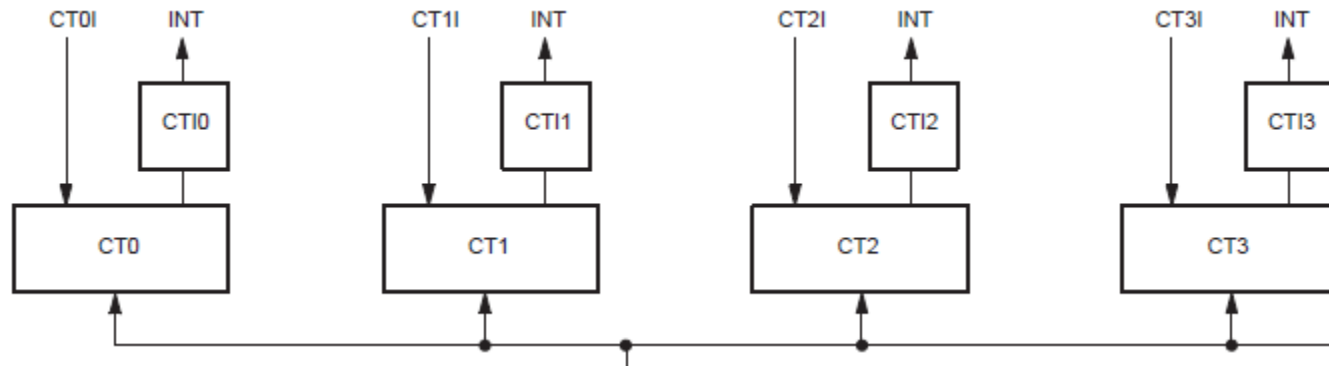 CT0I INT CT1I INT CT2I INT CT3I INT
CTI0 CTI1 CTI2 CTI3
CT0 CT1 CT2 CT3